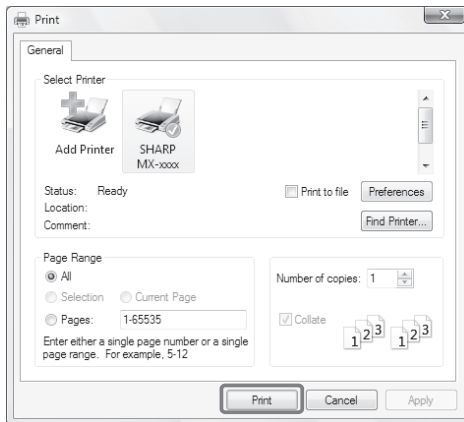 Print
X
General
Select Printer
Add Printer
SHARP
MX-xxxx
Status: Ready
Print to file
Preferences
Location:
Comment:
Find Printer...
Page Range
All
Selection
Current Page
Pages: 1-65535
Enter either a single page number or a single
page range. For example, 5-12
Number of copies: 1
Collate
1 2 3
1 2 3
Print
Cancel
Apply